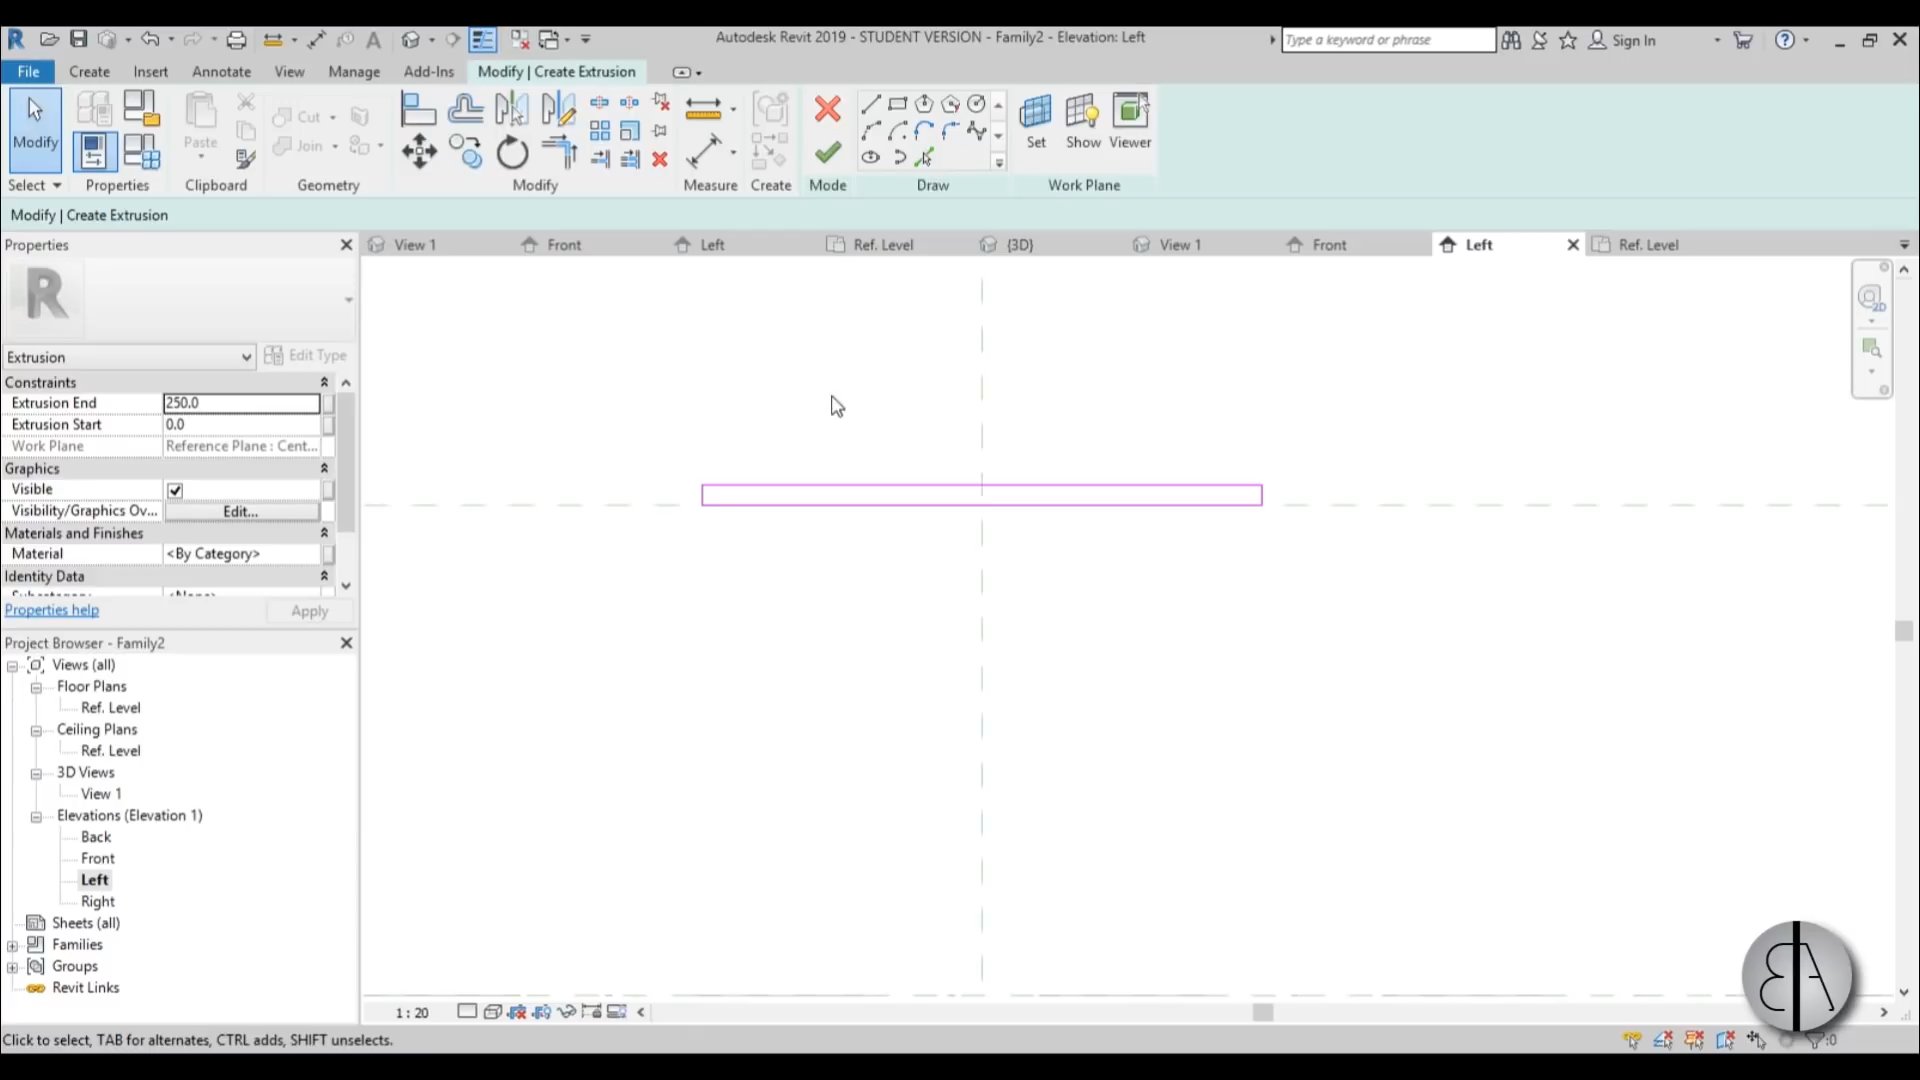 Autodesk Revit 2019 - STUDENT VERSION - Family2 - Elevation: Left
Type a keyword or phrase
Sign In
File Create Insert Annotate View Manage Add-Ins Modify | Create Extrusion
Modify
Paste
Cut
Join
Set Show Viewer
Select Properties Clipboard Geometry Modify Measure Create Mode Draw Work Plane
Modify | Create Extrusion
Properties
View 1 Front Left Ref. Level {3D} View 1 Front Left Ref. Level
R
2D
Extrusion Edit Type
Constraints
Extrusion End 250.0
Extrusion Start 0.0
Work Plane Reference Plane : Cent...
Graphics
Visible
Visibility/Graphics Ov... Edit...
Materials and Finishes
Material <By Category>
Identity Data
Properties help Apply
Project Browser - Family2
Views (all)
Floor Plans
Ref. Level
Ceiling Plans
Ref. Level
3D Views
View 1
Elevations (Elevation 1)
Back
Front
Left
Right
Sheets (all)
Families
Groups
Revit Links
1 : 20
Click to select, TAB for alternates, CTRL adds, SHIFT unselects.
:0